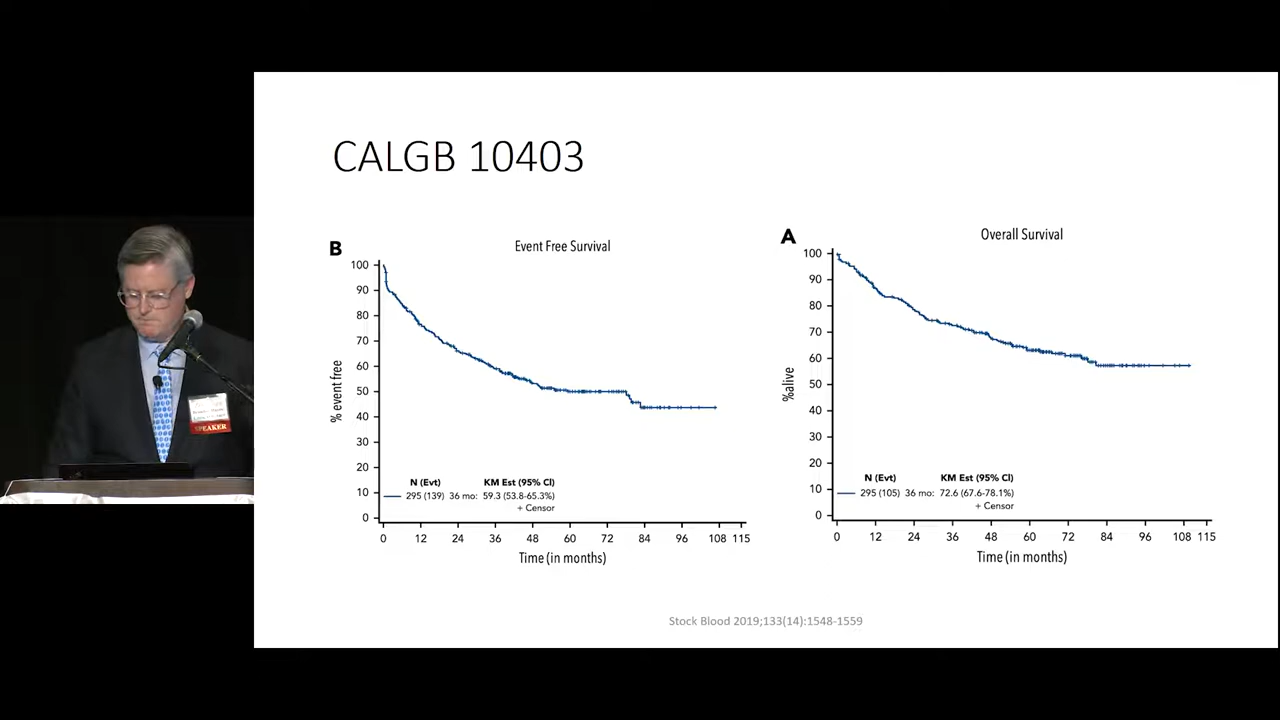 CALGB 10403
B
Event Free Survival
100
90
80
70
60
50
40
30
20
10
0
% event free
N (Evt) KM Est (95% CI)
295 (139) 36 mo: 59.3 (53.8-65.3%)
+ Censor
0 12 24 36 48 60 72 84 96 108 115
Time (in months)
A
Overall Survival
100
90
80
70
60
50
40
30
20
10
0
%alive
N (Evt) KM Est (95% CI)
295 (105) 36 mo: 72.6 (67.6-78.1%)
+ Censor
0 12 24 36 48 60 72 84 96 108 115
Time (in months)
Stock Blood 2019;133(14):1548-1559
SPEAKER